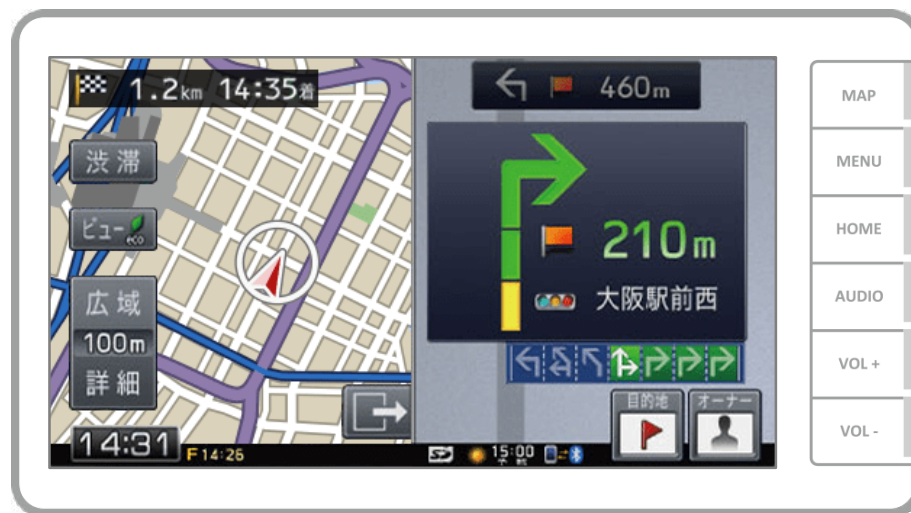 1.2km 14:35着
渋滞
ビュー
eco
広域
100m
詳細
14:31
F14:26
460m
210m
大阪駅前西
目的地
オーナー
SD
15:00
MAP
MENU
HOME
AUDIO
VOL +
VOL -